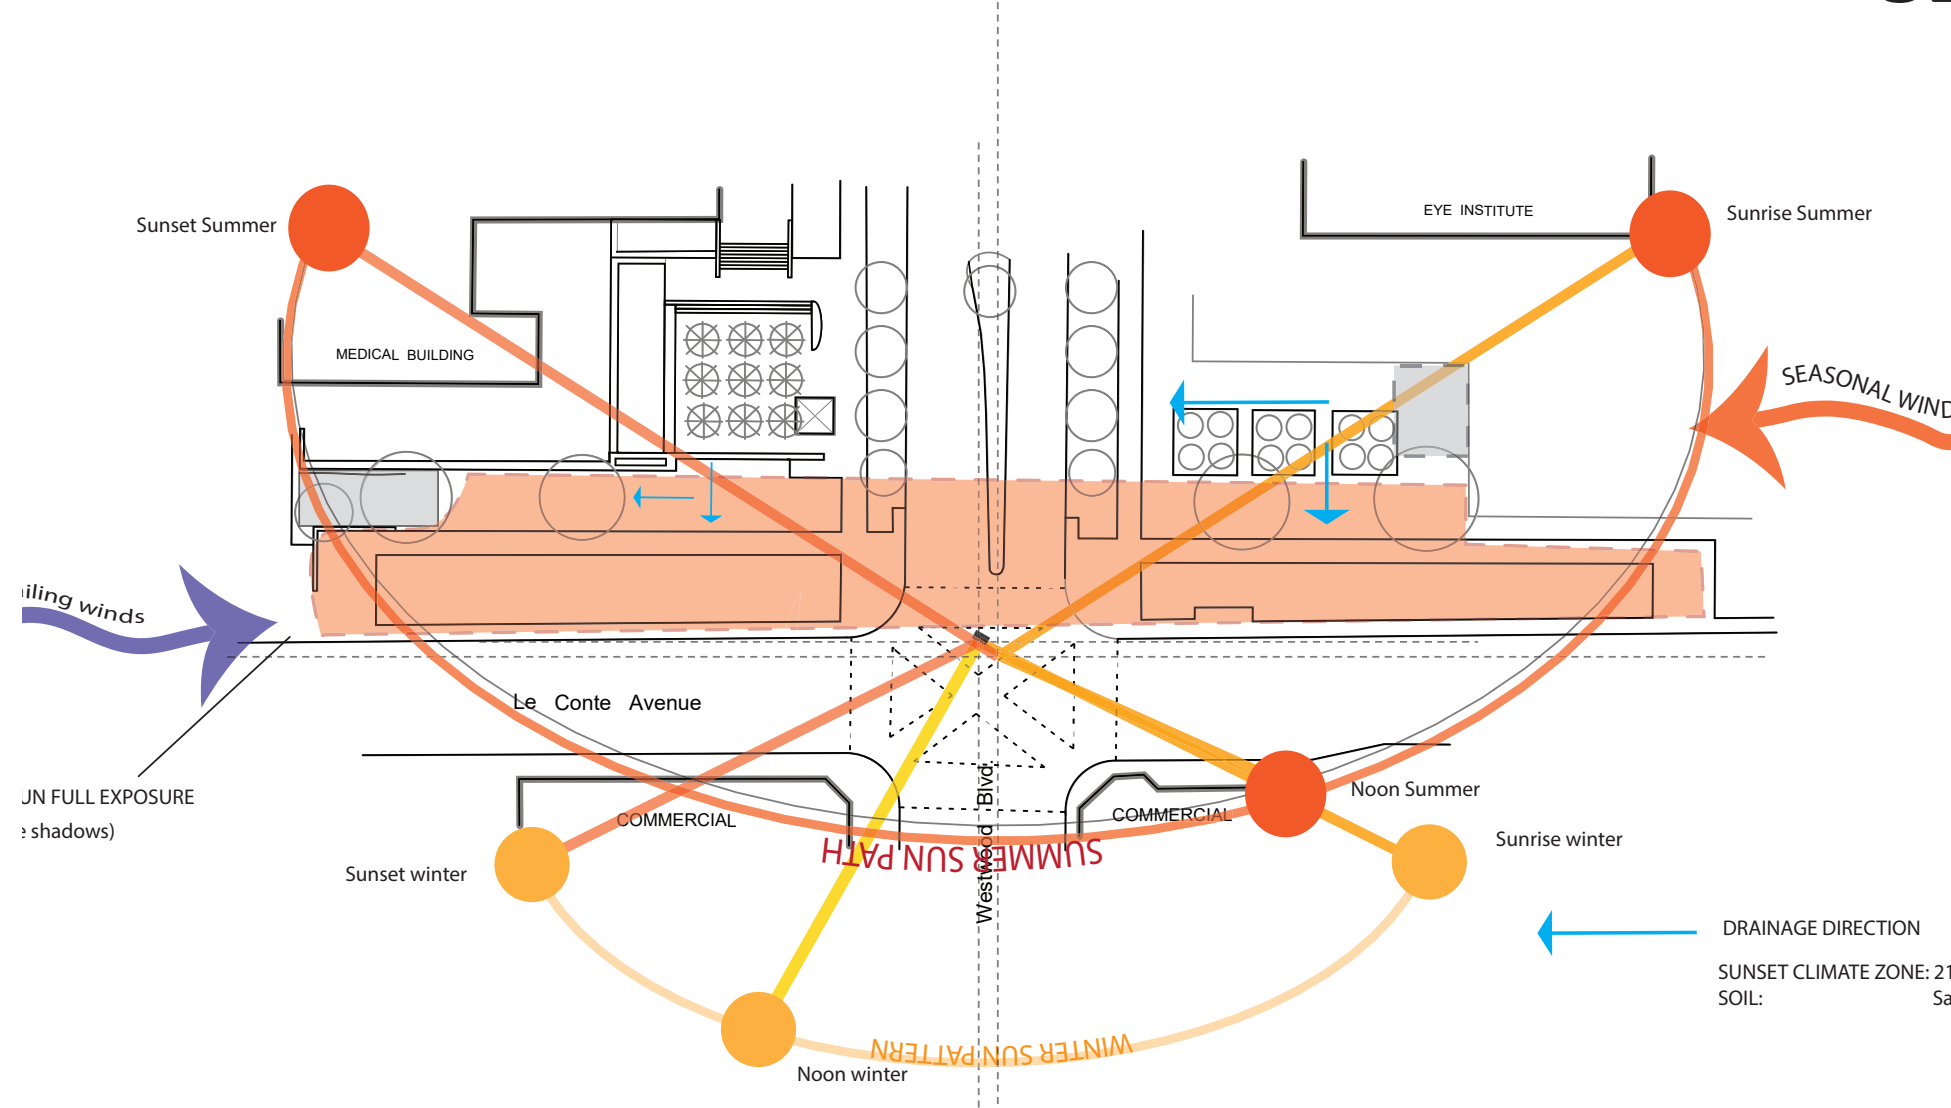 Sunset Summer
EYE INSTITUTE
Sunrise Summer
MEDICAL BUILDING
SEASONAL WIND
winds
Le Conte Avenue
FULL EXPOSURE
shadows)
Westwood Blvd
COMMERCIAL
COMMERCIAL
Noon Summer
SUMMER SUN PATH
Sunset winter
Sunrise winter
DRAINAGE DIRECTION
SUNSET CLIMATE ZONE: 21
SOIL:
WINTER SUN PATTERN
Noon winter